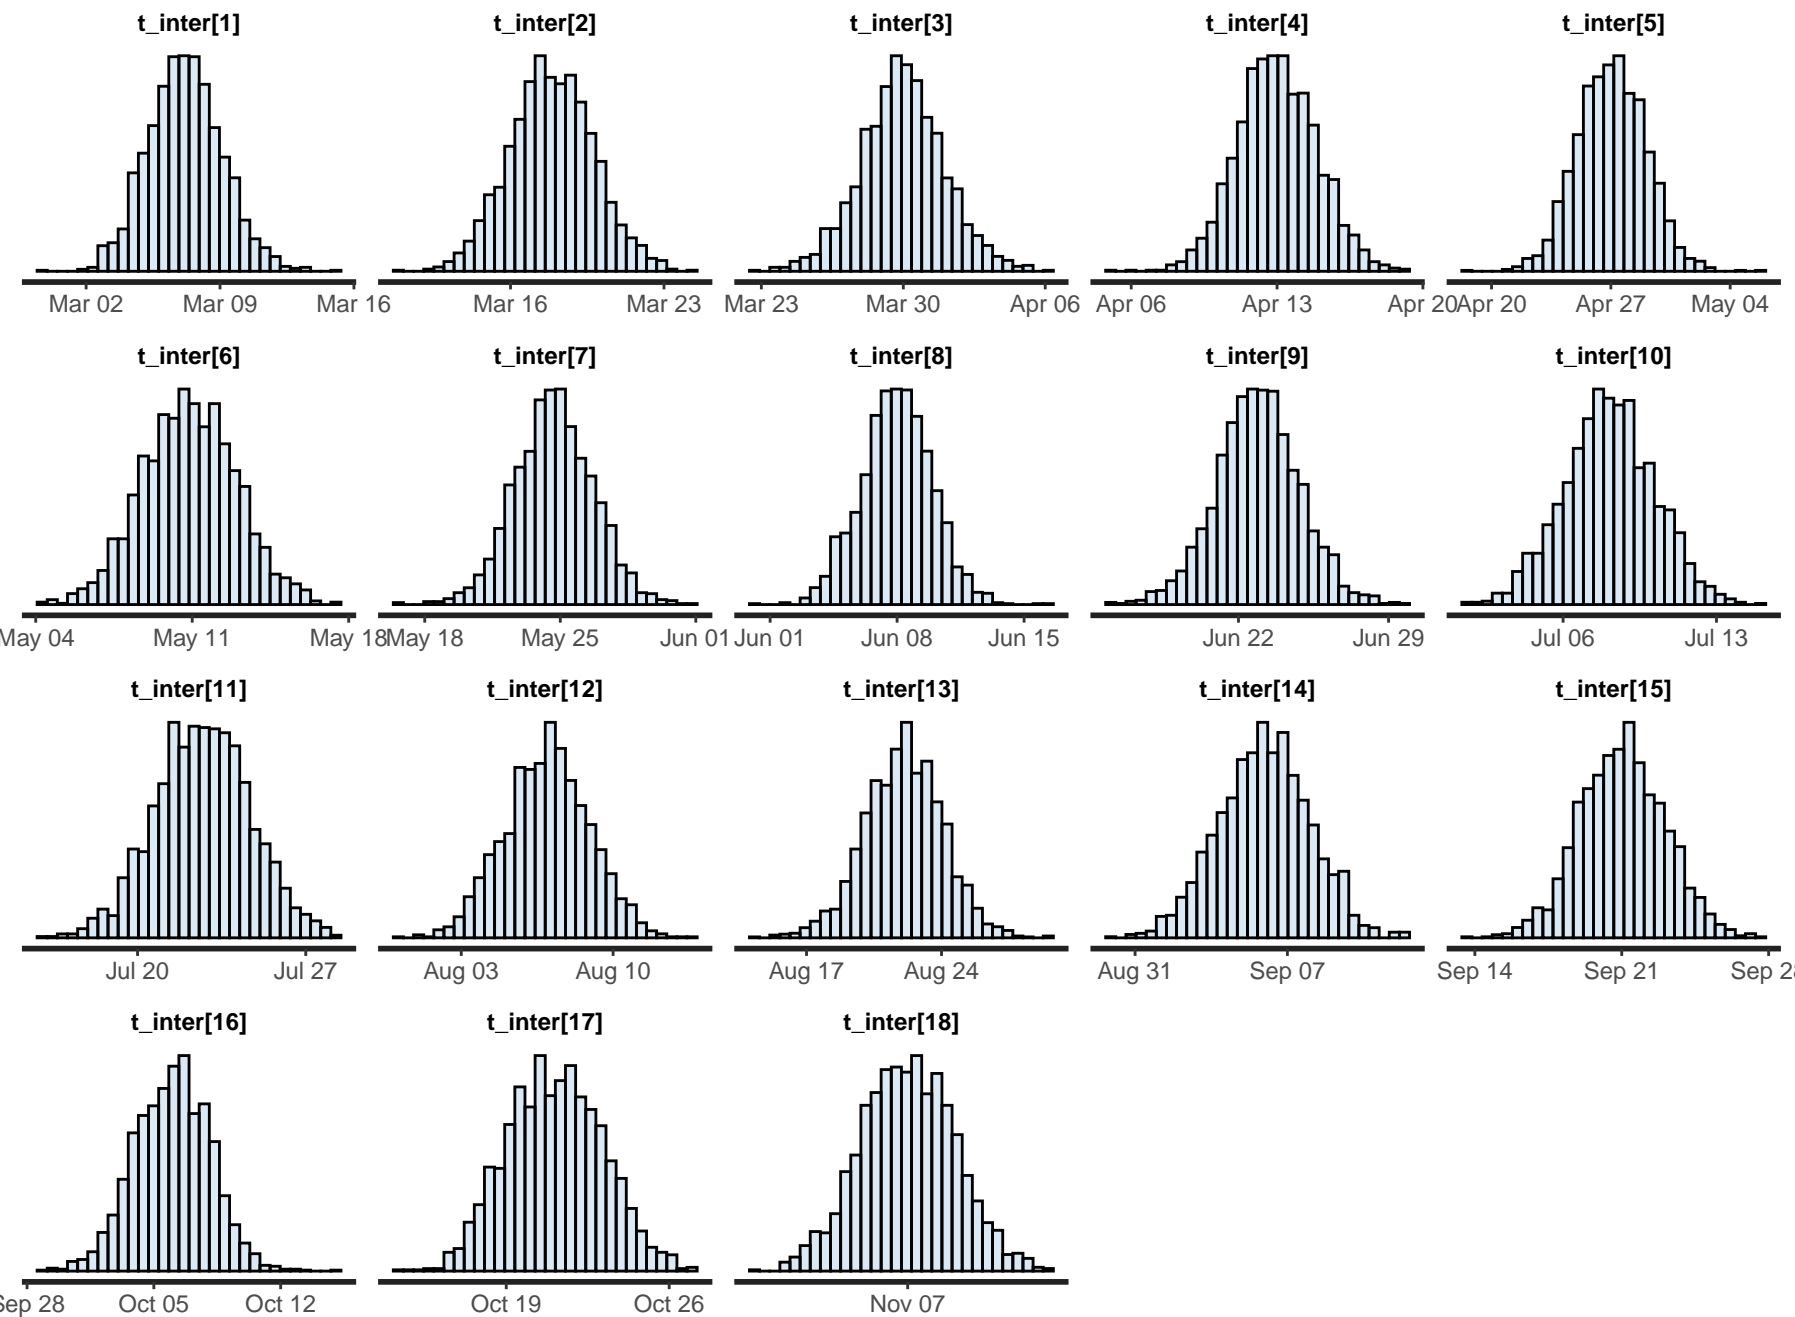 t_inter[1] t_inter[2] t_inter[3] t_inter[4] t_inter[5]
Mar 02 Mar 09 Mar 16 Mar 16 Mar 23 Mar 23 Mar 30 Apr 06 Apr 06 Apr 13 Apr 20 Apr 20 Apr 27 May 04
t_inter[6] t_inter[7] t_inter[8] t_inter[9] t_inter[10]
May 04 May 11 May 18 May 18 May 25 Jun 01 Jun 01 Jun 08 Jun 15 Jun 22 Jun 29 Jul 06 Jul 13
t_inter[11] t_inter[12] t_inter[13] t_inter[14] t_inter[15]
Jul 20 Jul 27 Aug 03 Aug 10 Aug 17 Aug 24 Aug 31 Sep 07 Sep 14 Sep 21 Sep 28
t_inter[16] t_inter[17] t_inter[18]
Sep 28 Oct 05 Oct 12 Oct 19 Oct 26 Nov 07